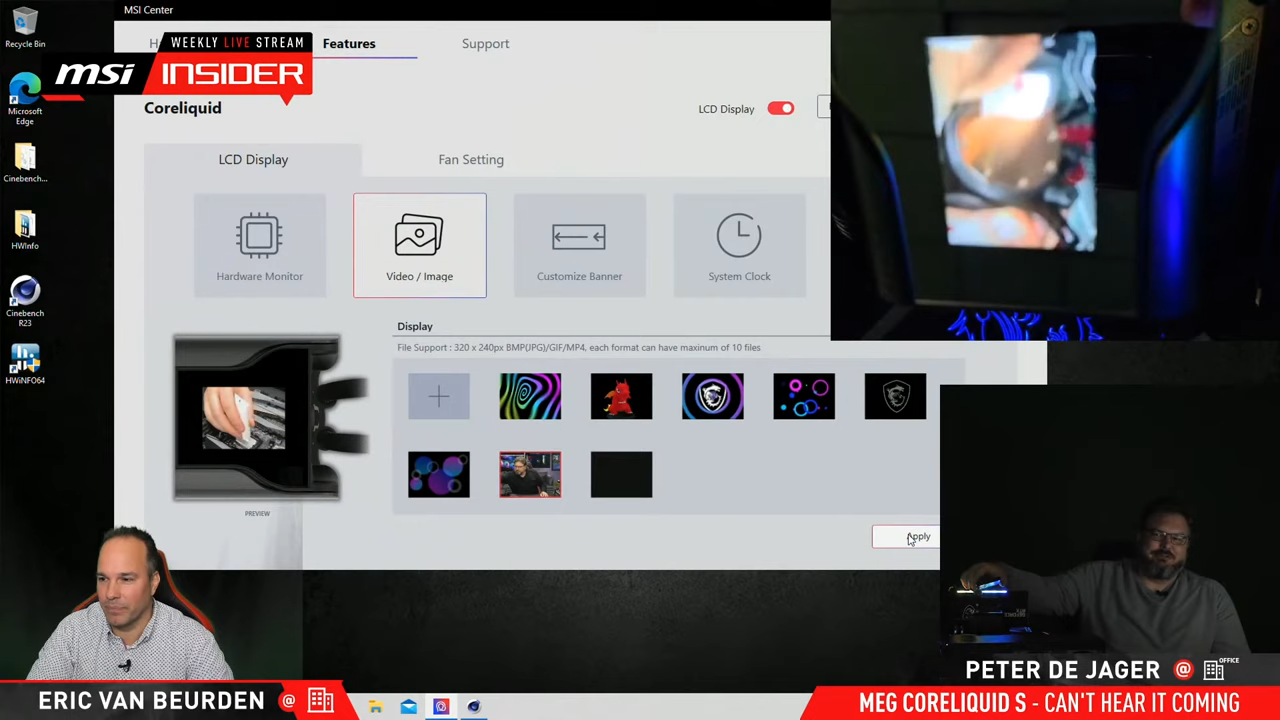 Recycle Bin
Microsoft
Edge
Cinebench...
HWInfo
Cinebench
R23
HWiNFO64
MSI Center
WEEKLY LIVE STREAM
msi INSIDER
Features
Support
Coreliquid
LCD Display
LCD Display
Fan Setting
Hardware Monitor
Video / Image
Customize Banner
System Clock
Display
File Support : 320 x 240px BMP(JPG)/GIF/MP4, each format can have maxinum of 10 files
PREVIEW
Apply
ERIC VAN BEURDEN @
PETER DE JAGER @ OFFICE
MEG CORELIQUID S - CAN'T HEAR IT COMING